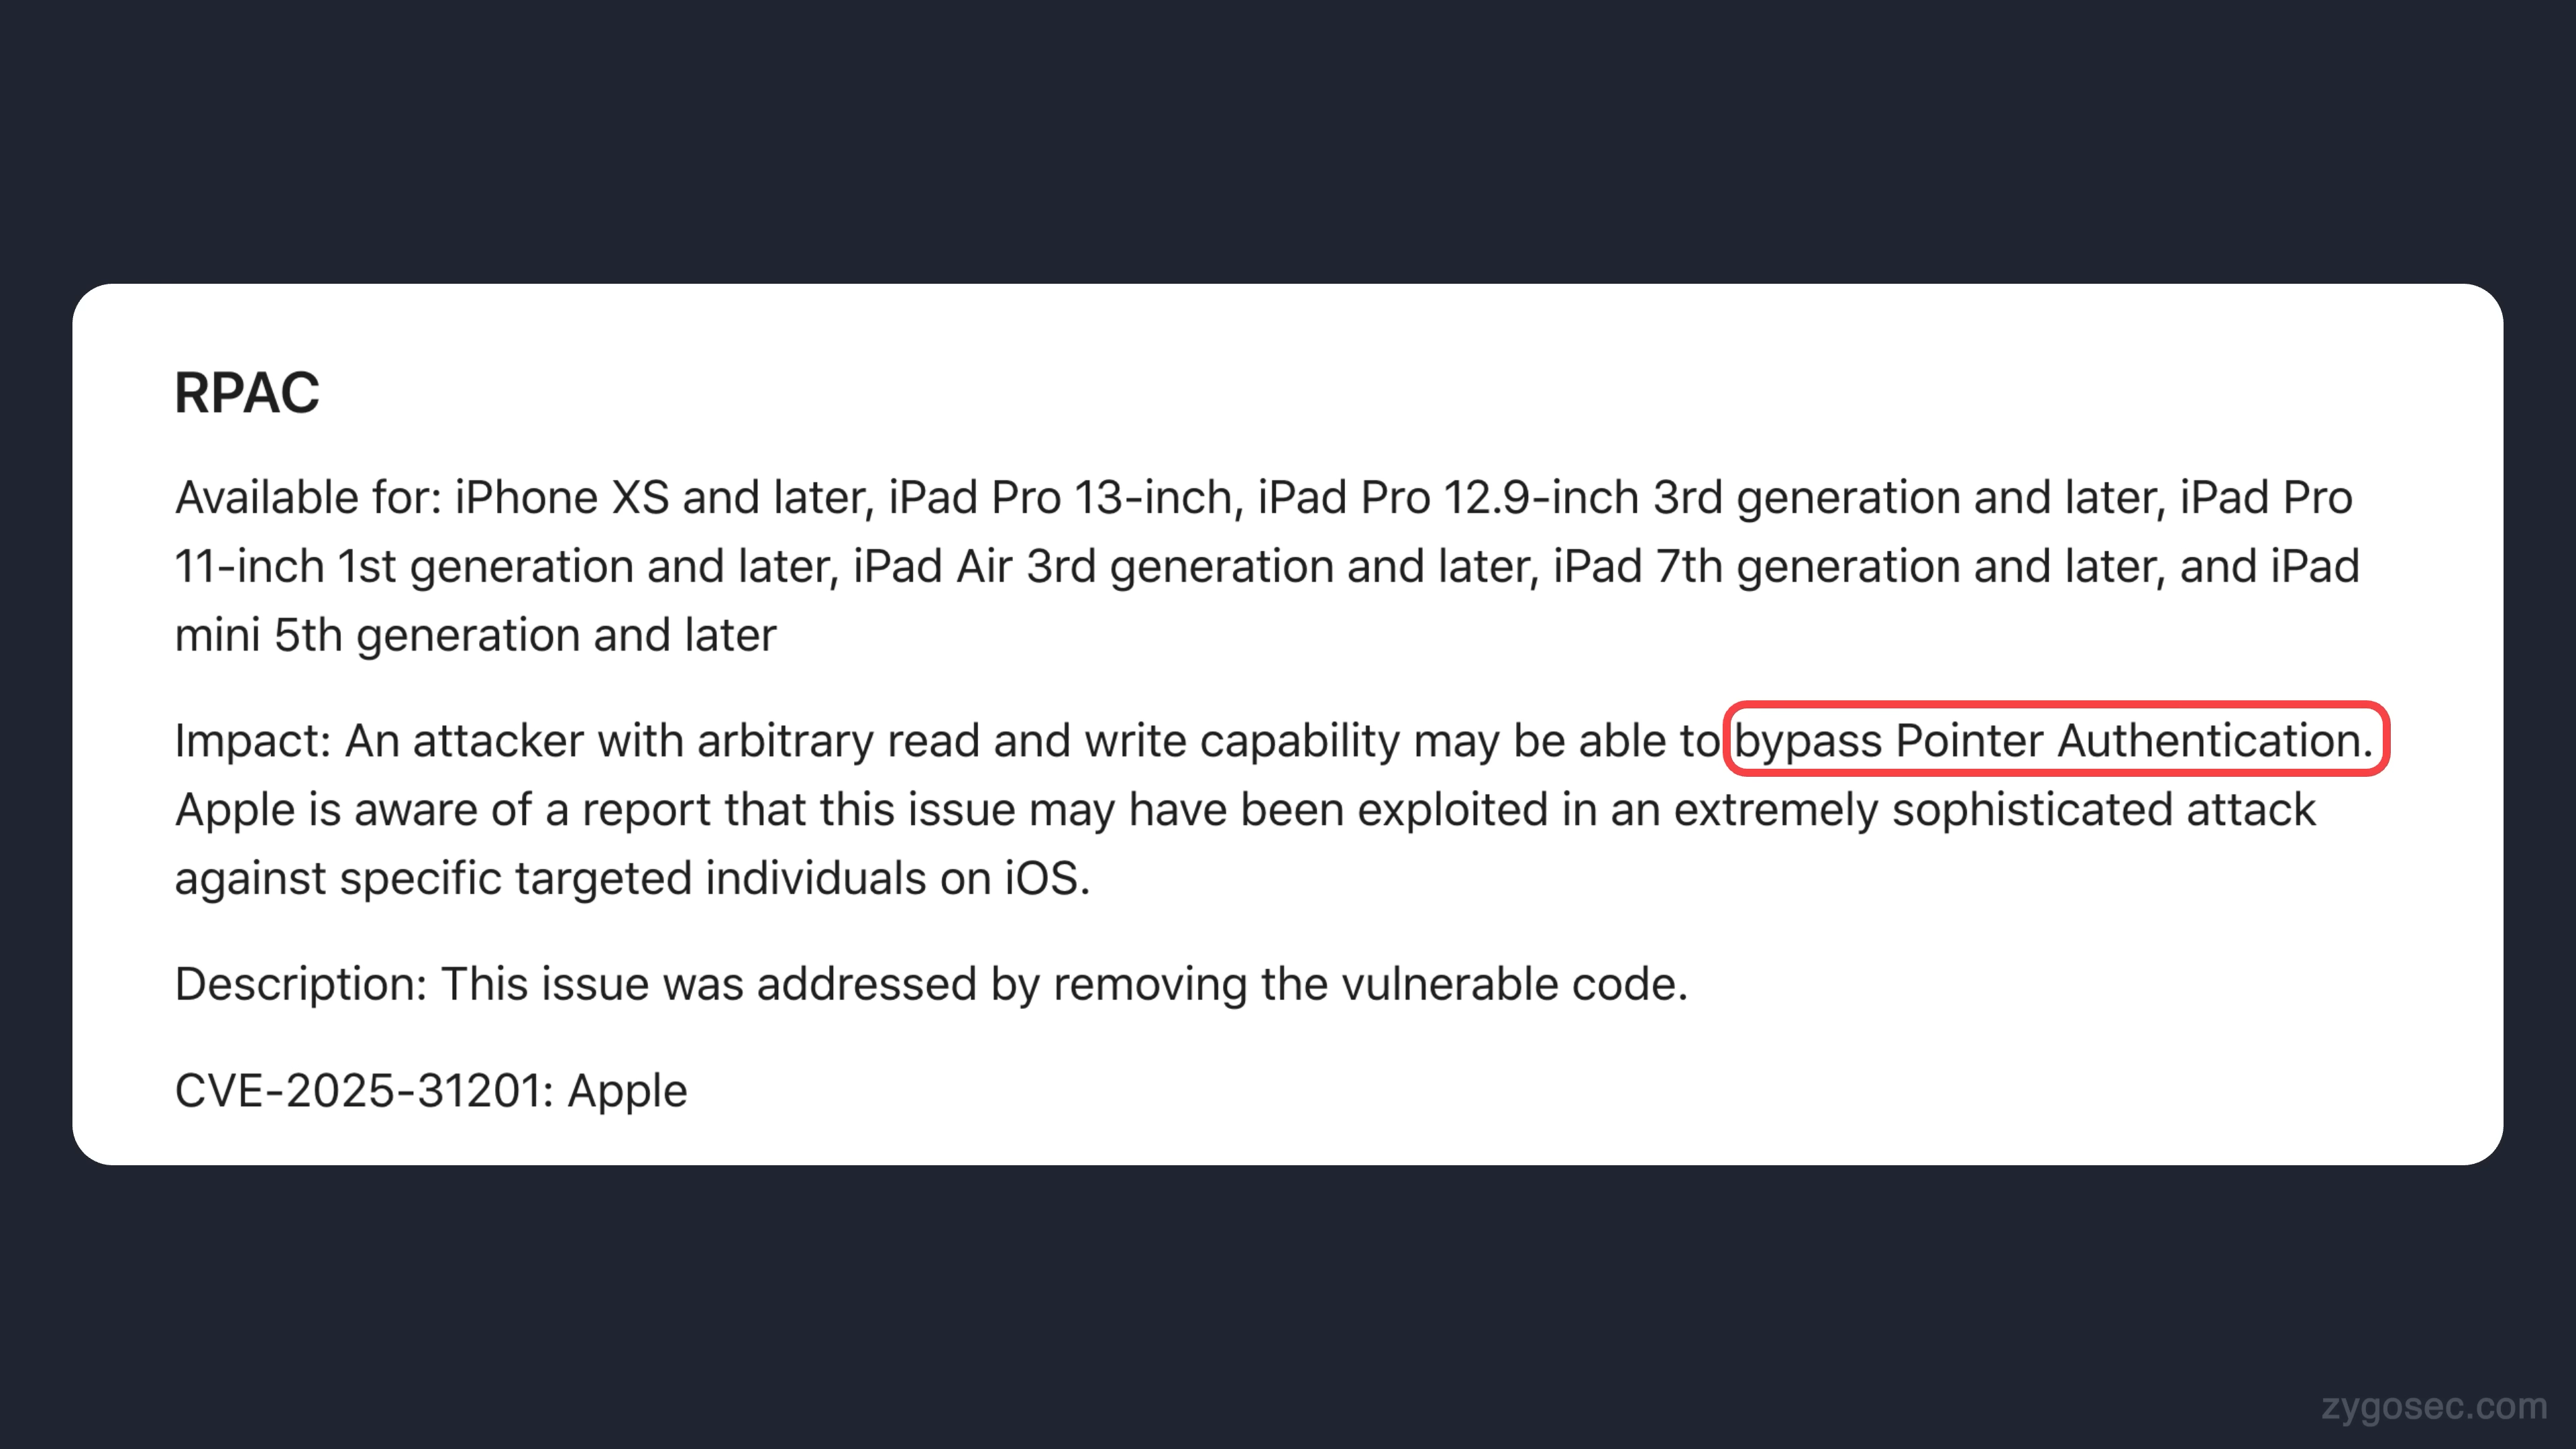 RPAC
Available for: iPhone XS and later, iPad Pro 13-inch, iPad Pro 12.9-inch 3rd generation and later, iPad Pro
11-inch 1st generation and later, iPad Air 3rd generation and later, iPad 7th generation and later, and iPad
mini 5th generation and later
Impact: An attacker with arbitrary read and write capability may be able to bypass Pointer Authentication.
Apple is aware of a report that this issue may have been exploited in an extremely sophisticated attack
against specific targeted individuals on iOS.
Description: This issue was addressed by removing the vulnerable code.
CVE-2025-31201: Apple
zygosec.com